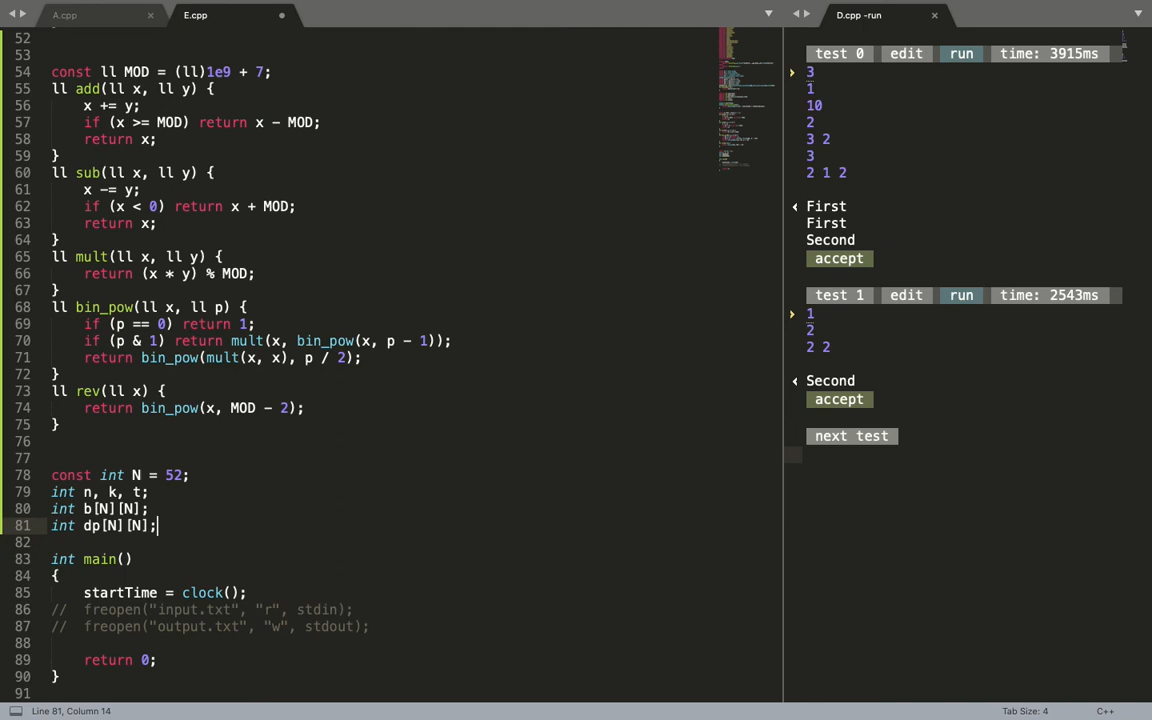 A.cpp × E.cpp ●
52
53
54 const ll MOD = (ll)1e9 + 7;
55 ll add(ll x, ll y) {
56 x += y;
57 if (x >= MOD) return x - MOD;
58 return x;
59 }
60 ll sub(ll x, ll y) {
61 x -= y;
62 if (x < 0) return x + MOD;
63 return x;
64 }
65 ll mult(ll x, ll y) {
66 return (x * y) % MOD;
67 }
68 ll bin_pow(ll x, ll p) {
69 if (p == 0) return 1;
70 if (p & 1) return mult(x, bin_pow(x, p - 1));
71 return bin_pow(mult(x, x), p / 2);
72 }
73 ll rev(ll x) {
74 return bin_pow(x, MOD - 2);
75 }
76
77
78 const int N = 52;
79 int n, k, t;
80 int b[N][N];
81 int dp[N][N];
82
83 int main()
84 {
85 startTime = clock();
86 // freopen("input.txt", "r", stdin);
87 // freopen("output.txt", "w", stdout);
88
89 return 0;
90 }
91
D.cpp -run ×
test 0 edit run time: 3915ms
3
1
10
2
3 2
3
2 1 2
First
First
Second
accept
test 1 edit run time: 2543ms
1
2
2 2
Second
accept
next test
Line 81, Column 14
Tab Size: 4
C++